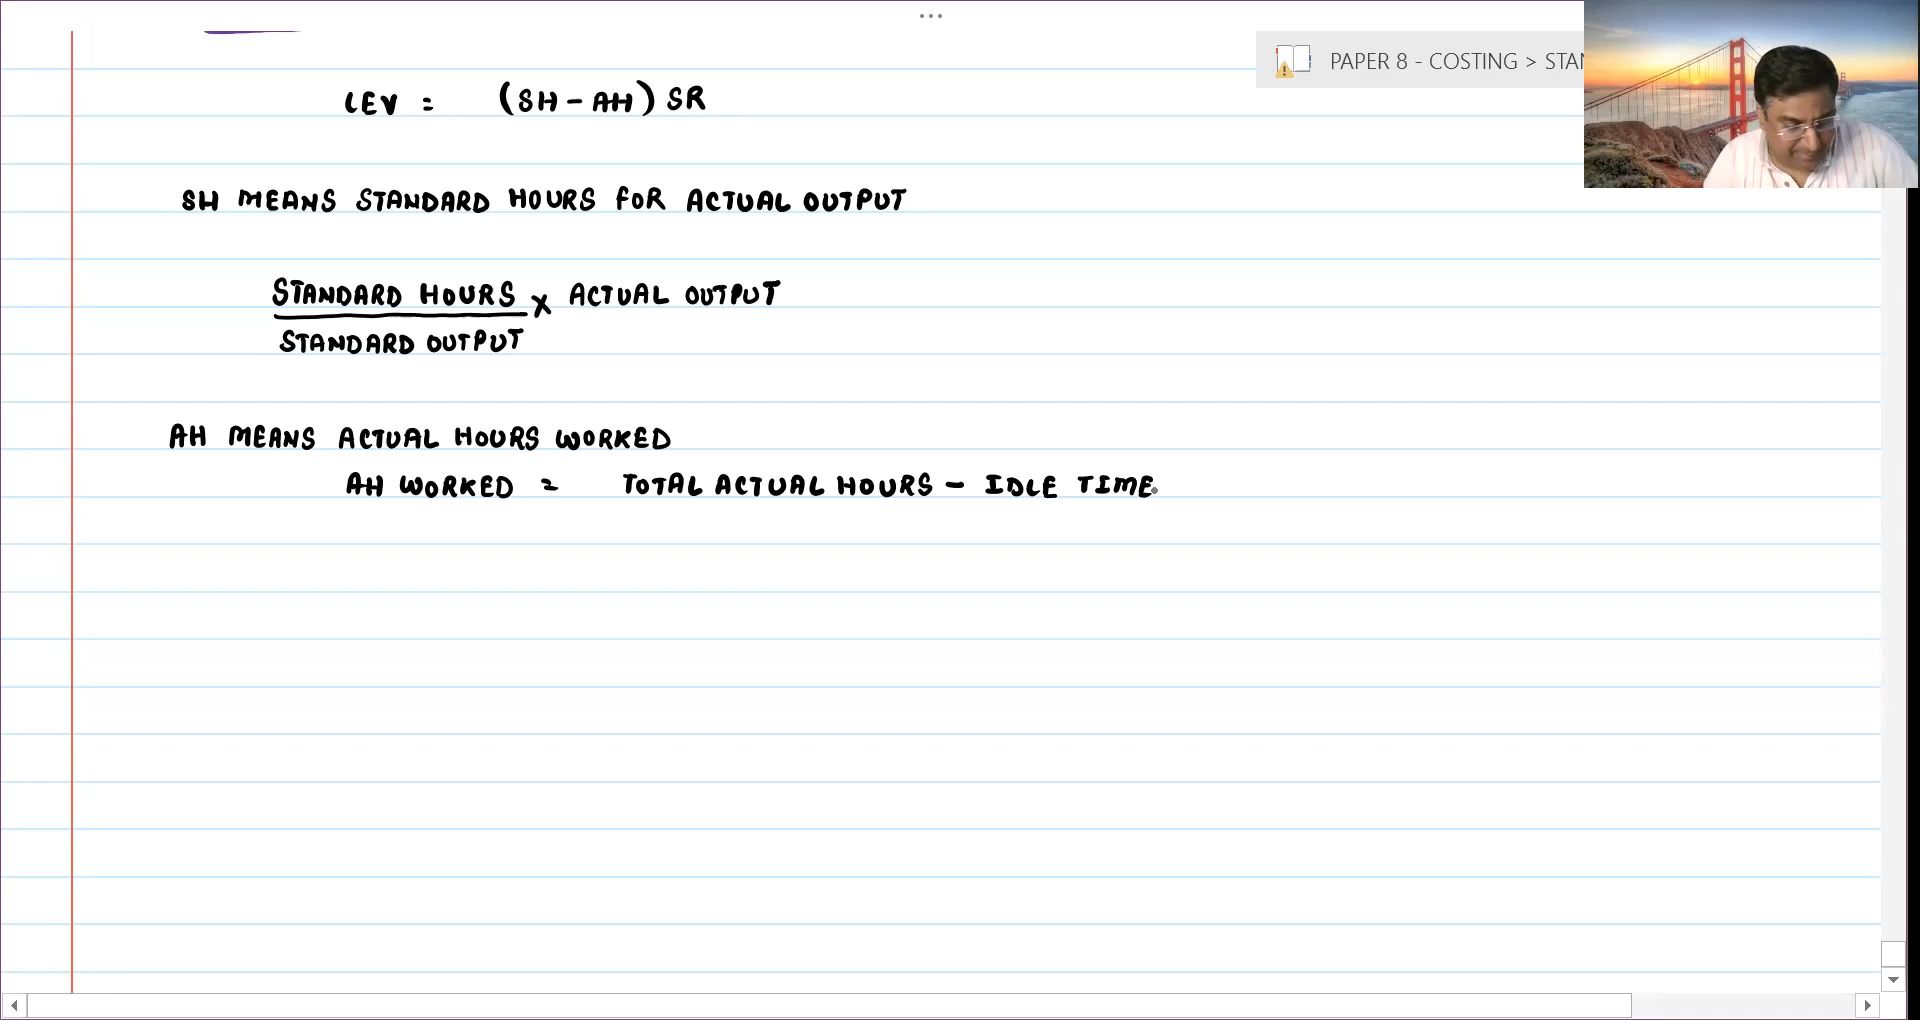 PAPER 8 - COSTING > STAN
LEV = (SH - AH) SR
SH MEANS STANDARD HOURS FOR ACTUAL OUTPUT
STANDARD HOURS x ACTUAL OUTPUT
STANDARD OUTPUT
AH MEANS ACTUAL HOURS WORKED
AH WORKED = TOTAL ACTUAL HOURS - IDLE TIME